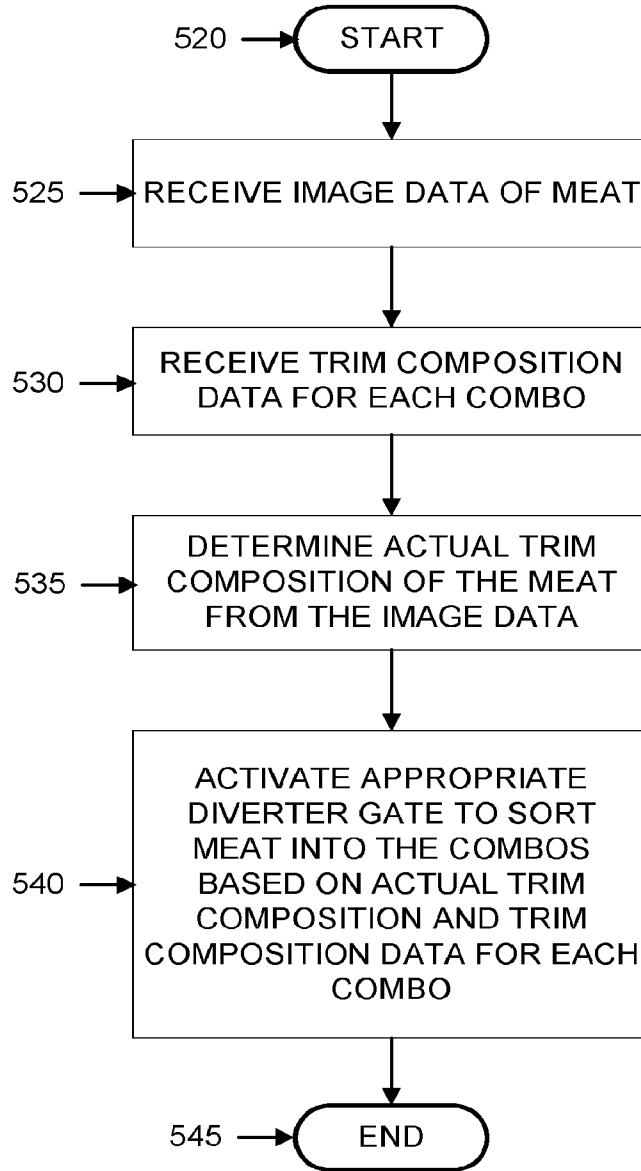 520
START
525
RECEIVE IMAGE DATA OF MEAT
530
RECEIVE TRIM COMPOSITION
DATA FOR EACH COMBO
535
DETERMINE ACTUAL TRIM
COMPOSITION OF THE MEAT
FROM THE IMAGE DATA
540
ACTIVATE APPROPRIATE
DIVERTER GATE TO SORT
MEAT INTO THE COMBOS
BASED ON ACTUAL TRIM
COMPOSITION AND TRIM
COMPOSITION DATA FOR EACH
COMBO
545
END